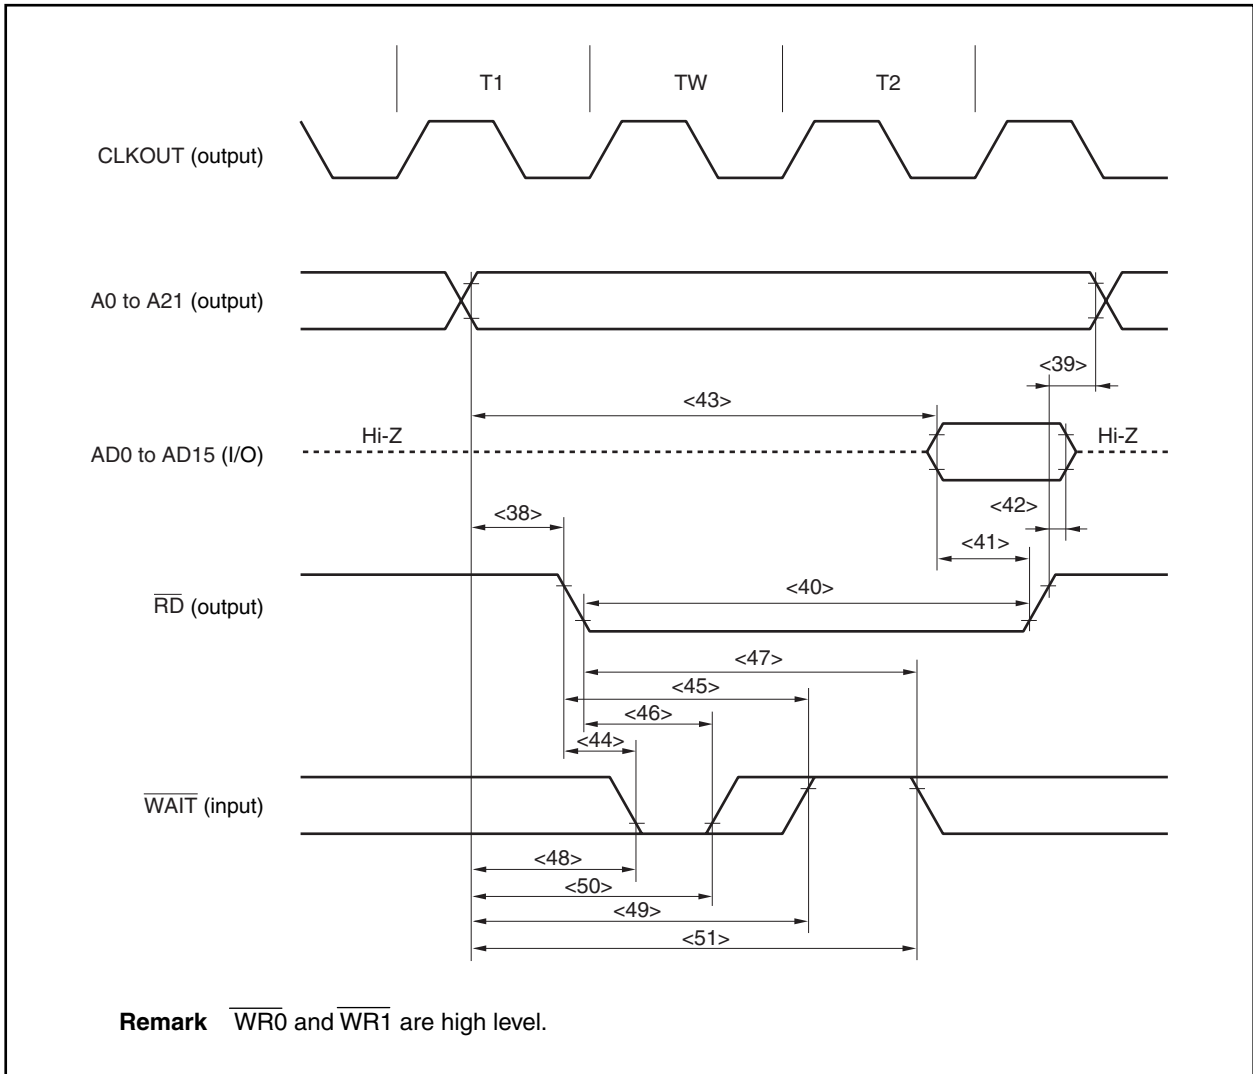 T1 TW T2
CLKOUT (output)
A0 to A21 (output)
<39>
<43>
Hi-Z Hi-Z
AD0 to AD15 (I/O)
<42>
<38>
<41>
<40>
RD (output)
<47>
<45>
<46>
<44>
WAIT (input)
<48>
<50>
<49>
<51>
Remark WR0 and WR1 are high level.